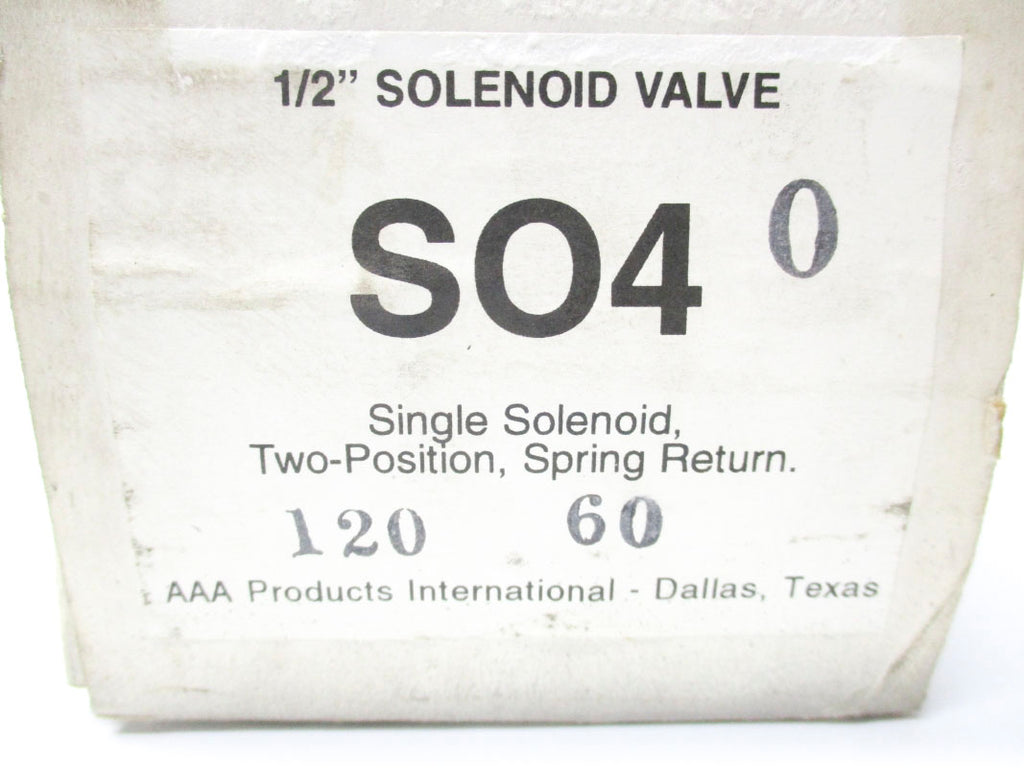 1/2” SOLENOID VALVE
SO4 0
Single Solenoid,
Two-Position, Spring Return.
120 60
AAA Products International - Dallas, Texas